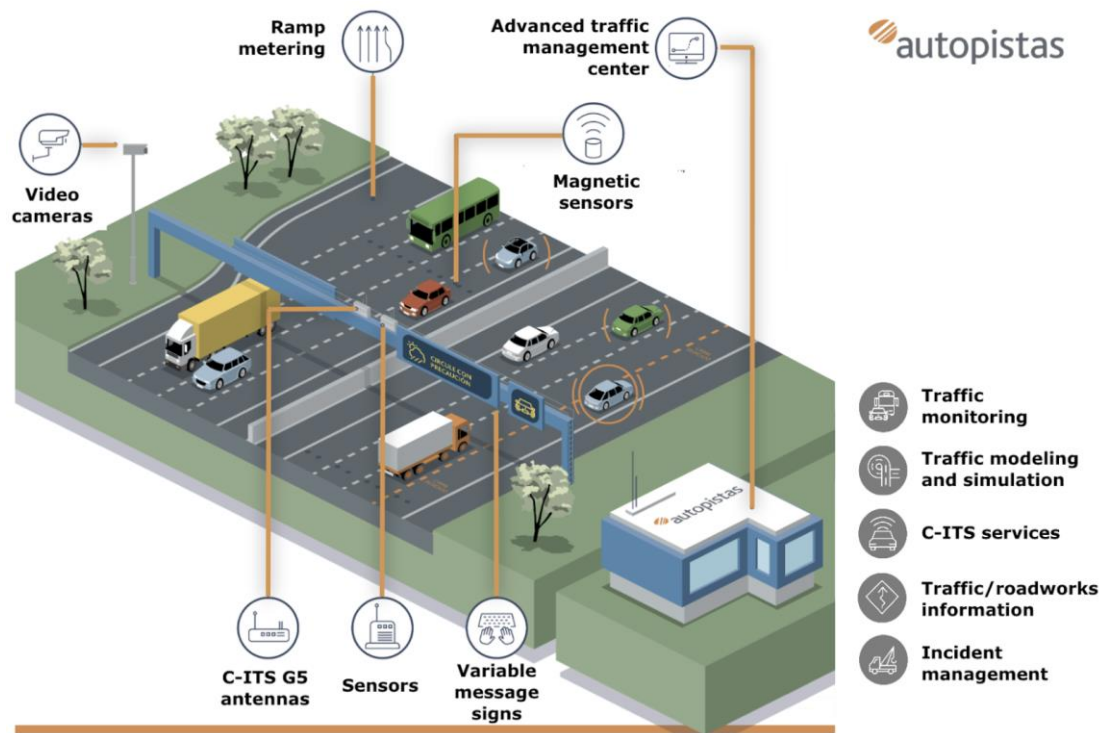 Ramp
metering
Advanced traffic
management
center
autopistas
Video
cameras
Magnetic
sensors
CIRCULE CON
PRECAUCIÓN
autopistas
Traffic
monitoring
Traffic modeling
and simulation
C-ITS services
Traffic/roadworks
information
Incident
management
C-ITS G5
antennas
Sensors
Variable
message
signs